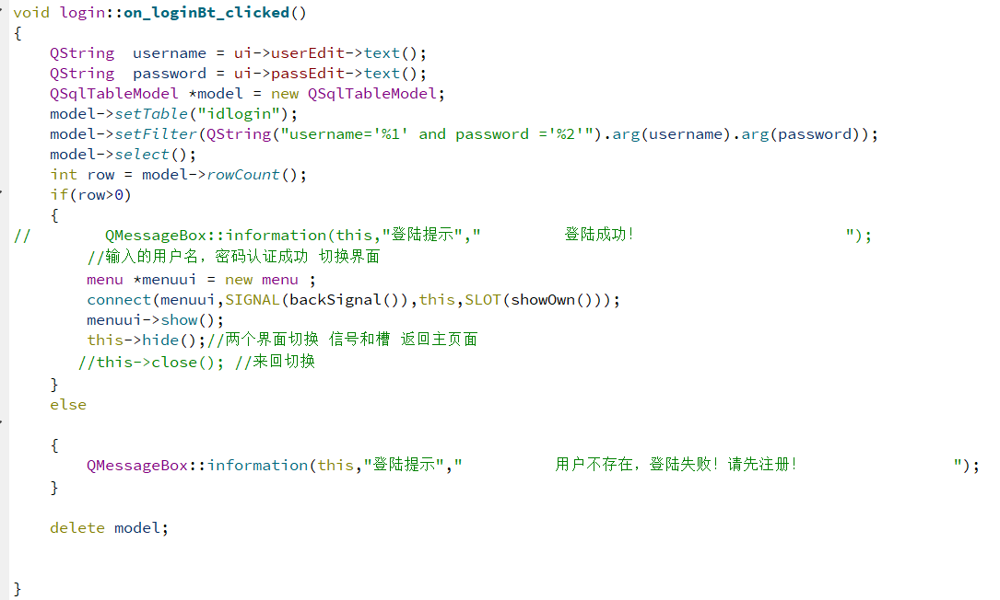 void login::on_loginBt_clicked()
{
    QString  username = ui->userEdit->text();
    QString  password = ui->passEdit->text();
    QSqlTableModel *model = new QSqlTableModel;
    model->setTable("idlogin");
    model->setFilter(QString("username='%1' and password ='%2'").arg(username).arg(password));
    model->select();
    int row = model->rowCount();
    if(row>0)
    {
//        QMessageBox::information(this,"登陆提示","         登陆成功!                       ");
        //输入的用户名，密码认证成功 切换界面
        menu *menuui = new menu ;
        connect(menuui,SIGNAL(backSignal()),this,SLOT(showOwn()));
        menuui->show();
        this->hide();//两个界面切换 信号和槽 返回主页面
       //this->close(); //来回切换
    }
    else
    {
        QMessageBox::information(this,"登陆提示","          用户不存在，登陆失败！请先注册！                 ");
    }
    delete model;
}